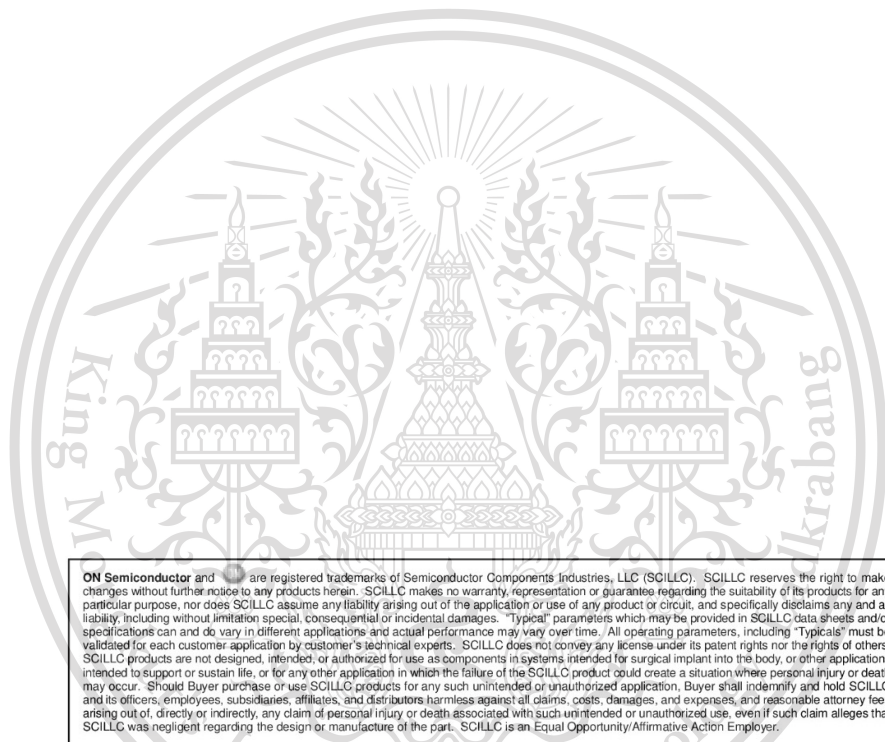 King Mo
dkrabang
ON Semiconductor and are registered trademarks of Semiconductor Components Industries, LLC (SCILLC). SCILLC reserves the right to make
changes without further notice to any products herein. SCILLC makes no warranty, representation or guarantee regarding the suitability of its products for an
particular purpose, nor does SCILLC assume any liability arising out of the application or use of any product or circuit, and specifically disclaims any and a
liability, including without limitation special, consequential or incidental damages. "Typical" parameters which may be provided in SCILLC data sheets and/o
specifications can and do vary in different applications and actual performance may vary over time. All operating parameters, including "Typicals" must be
validated for each customer application by customer's technical experts. SCILLC does not convey any license under its patent rights nor the rights of others
SCILLC products are not designed, intended, or authorized for use as components in systems intended for surgical implant into the body, or other application
intended to support or sustain life, or for any other application in which the failure of the SCILLC product could create a situation where personal injury or death
may occur. Should Buyer purchase or use SCILLC products for any such unintended or unauthorized application, Buyer shall indemnify and hold SCILLC
and its officers, employees, subsidiaries, affiliates, and distributors harmless against all claims, costs, damages, and expenses, and reasonable attorney fee
arising out of, directly or indirectly, any claim of personal injury or death associated with such unintended or unauthorized use, even if such claim alleges tha
SCILLC was negligent regarding the design or manufacture of the part. SCILLC is an Equal Opportunity/Affirmative Action Employer.